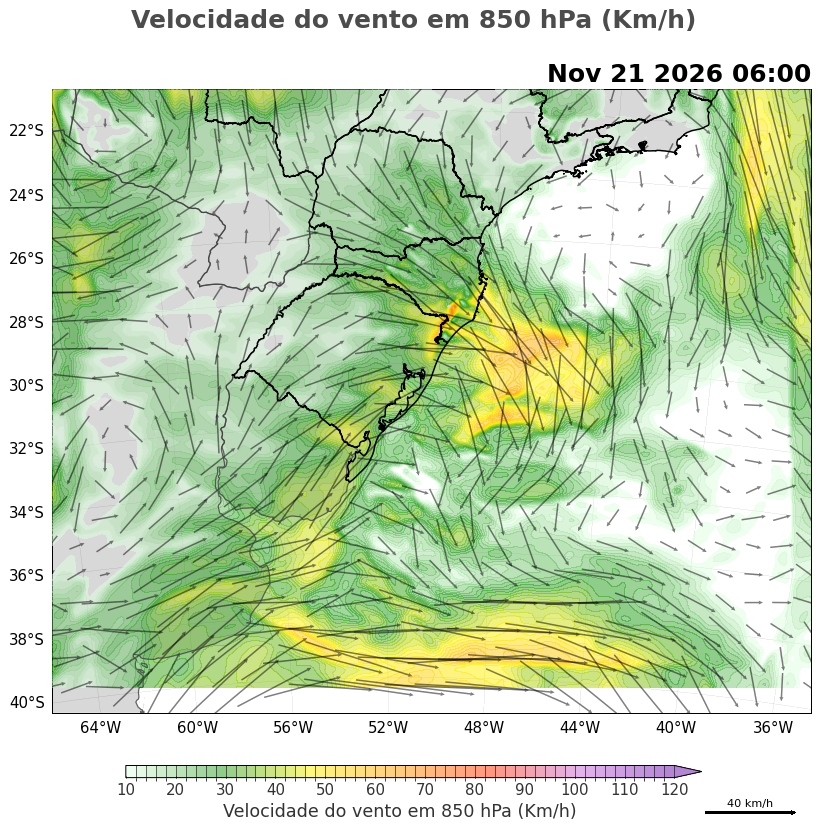 Velocidade do vento em 850 hPa (Km/h)
Nov 21 2026 06:00
22°S
24°S
26°S
28°S
30°S
32°S
34°S
36°S
38°S
40°S
64°W 60°W 56°W 52°W 48°W 44°W 40°W 36°W
10 20 30 40 50 60 70 80 90 100 110 120
Velocidade do vento em 850 hPa (Km/h)
40 km/h